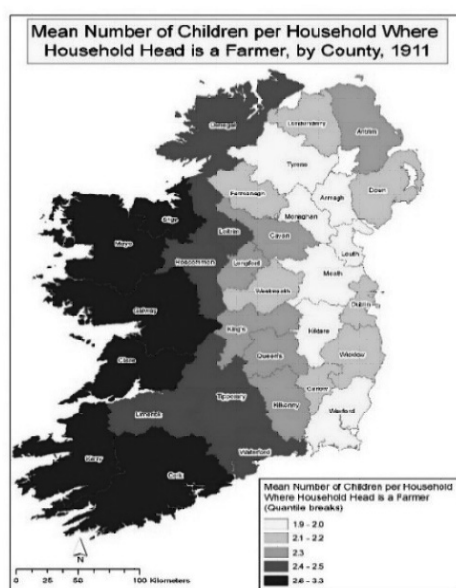 Mean Number of Children per Household Where
Household Head is a Farmer, by County, 1911
Donegal
Londonderry
Antrim
Tyrone
Fermanagh
Armagh
Down
Monaghan
Sligo
Leitrim
Cavan
Louth
Mayo
Roscommon
Longford
Meath
Westmeath
Dublin
Galway
King's
Kildare
Queen's
Wicklow
Clare
Carlow
Tipperary
Kilkenny
Wexford
Limerick
Waterford
Kerry
Cork
Mean Number of Children per Household
Where Household Head is a Farmer
(Quantile breaks)
1.9 - 2.0
2.1 - 2.2
2.3
2.4 - 2.5
2.6 - 3.3
N
0 25 50 100 Kilometers